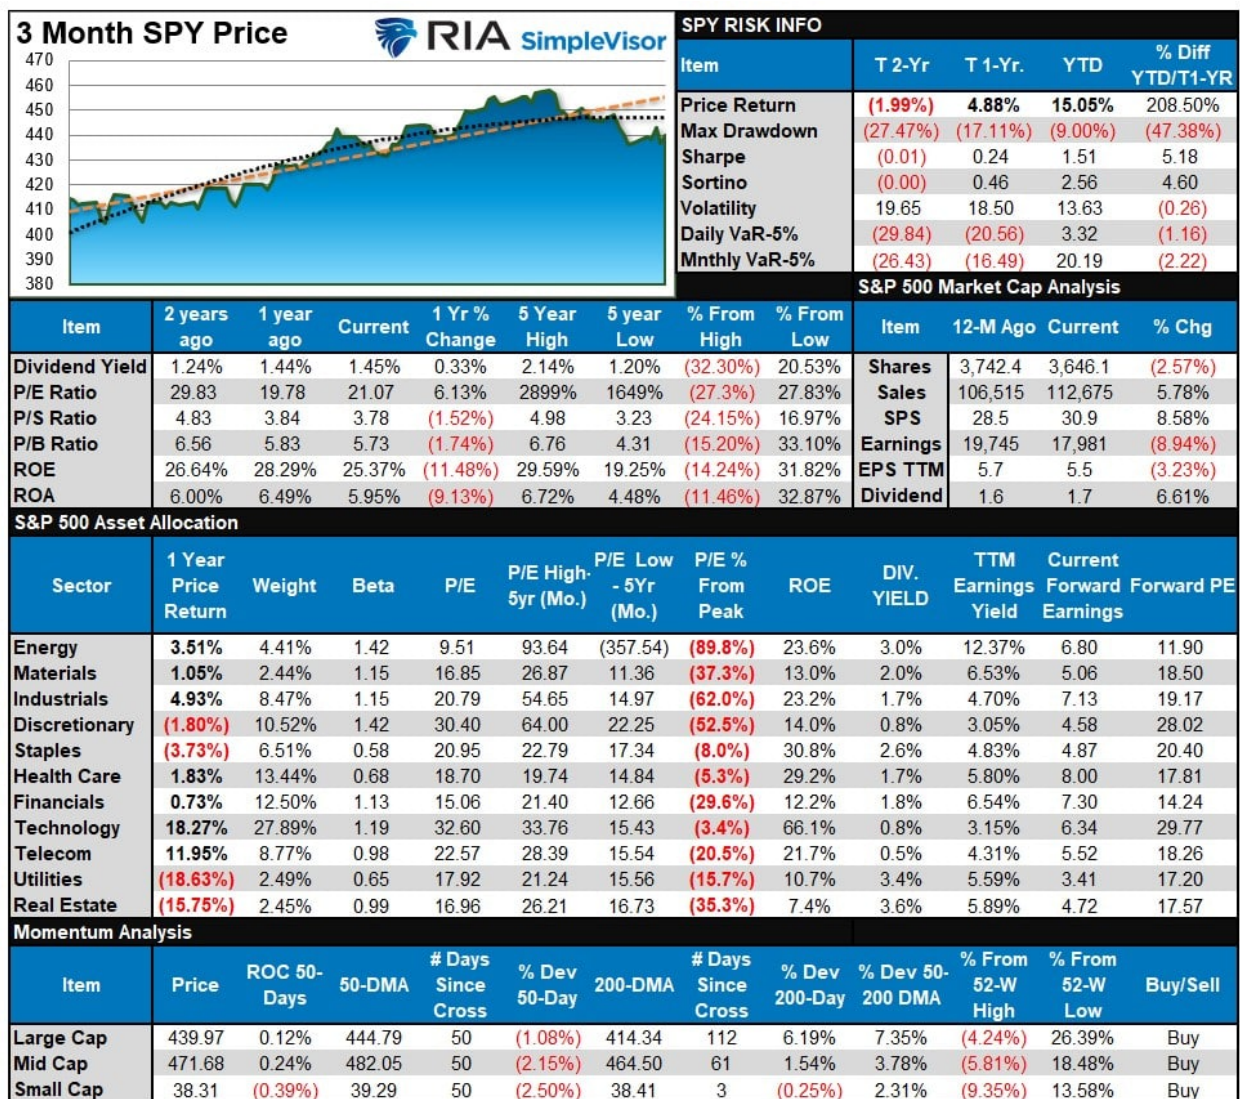 3 Month SPY Price
RIA SimpleVisor
470
460
450
440
430
420
410
400
390
380
SPY RISK INFO
Item T 2-Yr T 1-Yr. YTD % Diff YTD/T1-YR
Price Return (1.99%) 4.88% 15.05% 208.50%
Max Drawdown (27.47%) (17.11%) (9.00%) (47.38%)
Sharpe (0.01) 0.24 1.51 5.18
Sortino (0.00) 0.46 2.56 4.60
Volatility 19.65 18.50 13.63 (0.26)
Daily VaR-5% (29.84) (20.56) 3.32 (1.16)
Mnthly VaR-5% (26.43) (16.49) 20.19 (2.22)
Item 2 years ago 1 year ago Current 1 Yr % Change 5 Year High 5 year Low % From High % From Low
Dividend Yield 1.24% 1.44% 1.45% 0.33% 2.14% 1.20% (32.30%) 20.53%
P/E Ratio 29.83 19.78 21.07 6.13% 2899% 1649% (27.3%) 27.83%
P/S Ratio 4.83 3.84 3.78 (1.52%) 4.98 3.23 (24.15%) 16.97%
P/B Ratio 6.56 5.83 5.73 (1.74%) 6.76 4.31 (15.20%) 33.10%
ROE 26.64% 28.29% 25.37% (11.48%) 29.59% 19.25% (14.24%) 31.82%
ROA 6.00% 6.49% 5.95% (9.13%) 6.72% 4.48% (11.46%) 32.87%
S&P 500 Market Cap Analysis
Item 12-M Ago Current % Chg
Shares 3,742.4 3,646.1 (2.57%)
Sales 106,515 112,675 5.78%
SPS 28.5 30.9 8.58%
Earnings 19,745 17,981 (8.94%)
EPS TTM 5.7 5.5 (3.23%)
Dividend 1.6 1.7 6.61%
S&P 500 Asset Allocation
Sector 1 Year Price Return Weight Beta P/E P/E High-5yr (Mo.) P/E Low - 5Yr (Mo.) P/E % From Peak ROE DIV. YIELD TTM Earnings Yield Current Forward Earnings Forward PE
Energy 3.51% 4.41% 1.42 9.51 93.64 (357.54) (89.8%) 23.6% 3.0% 12.37% 6.80 11.90
Materials 1.05% 2.44% 1.15 16.85 26.87 11.36 (37.3%) 13.0% 2.0% 6.53% 5.06 18.50
Industrials 4.93% 8.47% 1.15 20.79 54.65 14.97 (62.0%) 23.2% 1.7% 4.70% 7.13 19.17
Discretionary (1.80%) 10.52% 1.42 30.40 64.00 22.25 (52.5%) 14.0% 0.8% 3.05% 4.58 28.02
Staples (3.73%) 6.51% 0.58 20.95 22.79 17.34 (8.0%) 30.8% 2.6% 4.83% 4.87 20.40
Health Care 1.83% 13.44% 0.68 18.70 19.74 14.84 (5.3%) 29.2% 1.7% 5.80% 8.00 17.81
Financials 0.73% 12.50% 1.13 15.06 21.40 12.66 (29.6%) 12.2% 1.8% 6.54% 7.30 14.24
Technology 18.27% 27.89% 1.19 32.60 33.76 15.43 (3.4%) 66.1% 0.8% 3.15% 6.34 29.77
Telecom 11.95% 8.77% 0.98 22.57 28.39 15.54 (20.5%) 21.7% 0.5% 4.31% 5.52 18.26
Utilities (18.63%) 2.49% 0.65 17.92 21.24 15.56 (15.7%) 10.7% 3.4% 5.59% 3.41 17.20
Real Estate (15.75%) 2.45% 0.99 16.96 26.21 16.73 (35.3%) 7.4% 3.6% 5.89% 4.72 17.57
Momentum Analysis
Item Price ROC 50-Days 50-DMA # Days Since Cross % Dev 50-Day 200-DMA # Days Since Cross % Dev 200-Day % Dev 50-200 DMA % From 52-W High % From 52-W Low Buy/Sell
Large Cap 439.97 0.12% 444.79 50 (1.08%) 414.34 112 6.19% 7.35% (4.24%) 26.39% Buy
Mid Cap 471.68 0.24% 482.05 50 (2.15%) 464.50 61 1.54% 3.78% (5.81%) 18.48% Buy
Small Cap 38.31 (0.39%) 39.29 50 (2.50%) 38.41 3 (0.25%) 2.31% (9.35%) 13.58% Buy